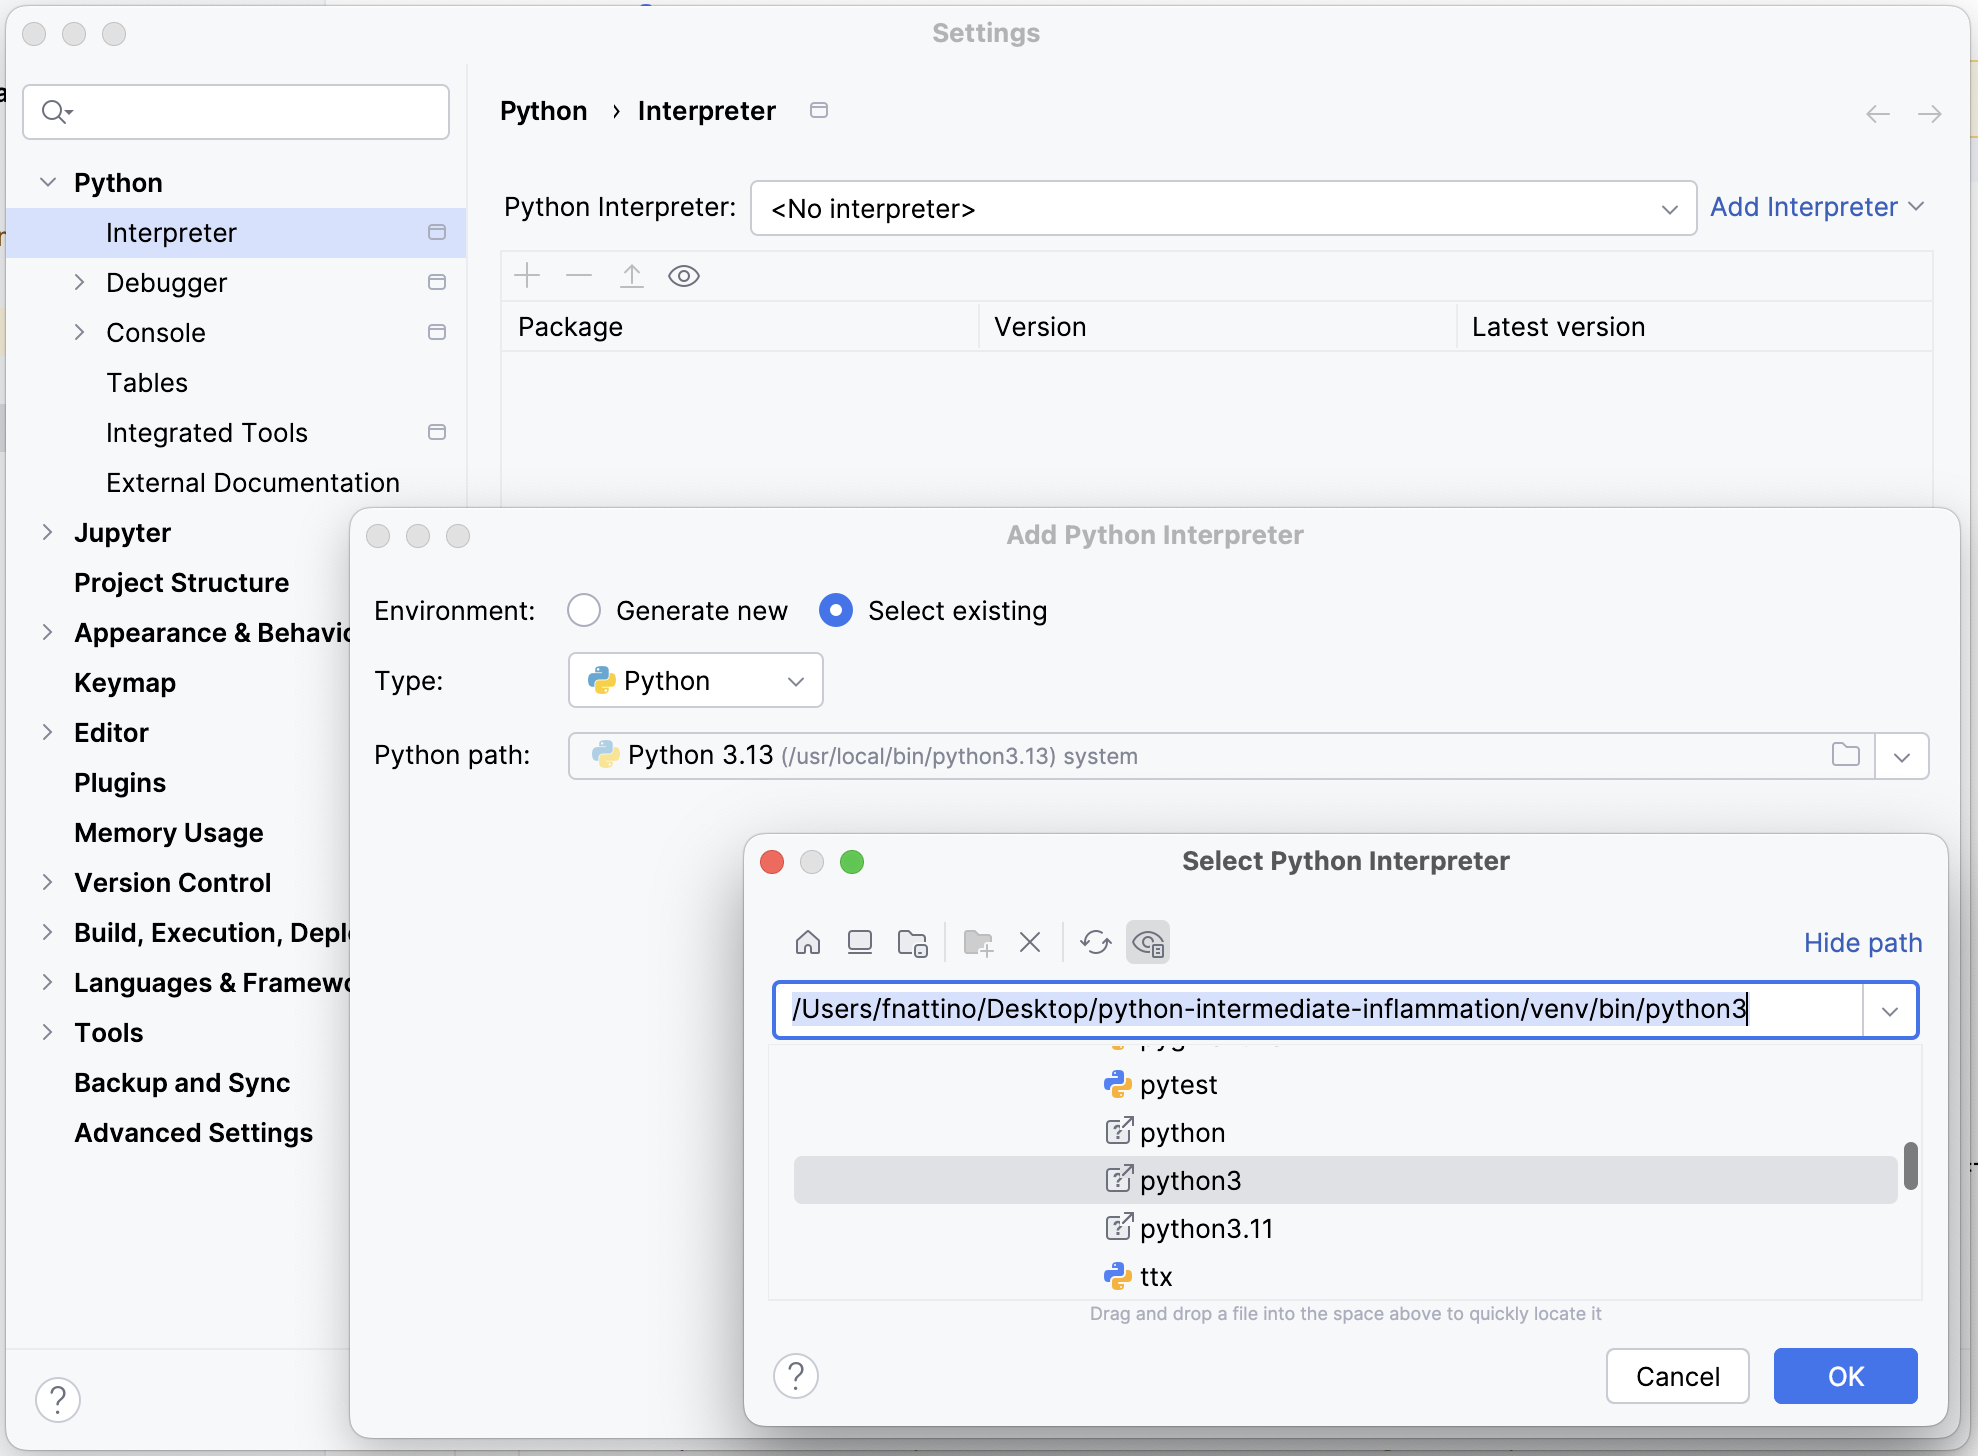 Settings
Python › Interpreter
Python
Interpreter
Debugger
Console
Tables
Integrated Tools
External Documentation
Jupyter
Project Structure
Appearance & Behavio
Keymap
Editor
Plugins
Memory Usage
Version Control
Build, Execution, Depl
Languages & Framewo
Tools
Backup and Sync
Advanced Settings
?
Python Interpreter: <No interpreter> Add Interpreter
Package Version Latest version
Add Python Interpreter
Environment: Generate new Select existing
Type: Python
Python path: Python 3.13 (/usr/local/bin/python3.13) system
Select Python Interpreter
Hide path
/Users/fnattino/Desktop/python-intermediate-inflammation/venv/bin/python3
pytest
python
python3
python3.11
ttx
Drag and drop a file into the space above to quickly locate it
? Cancel OK